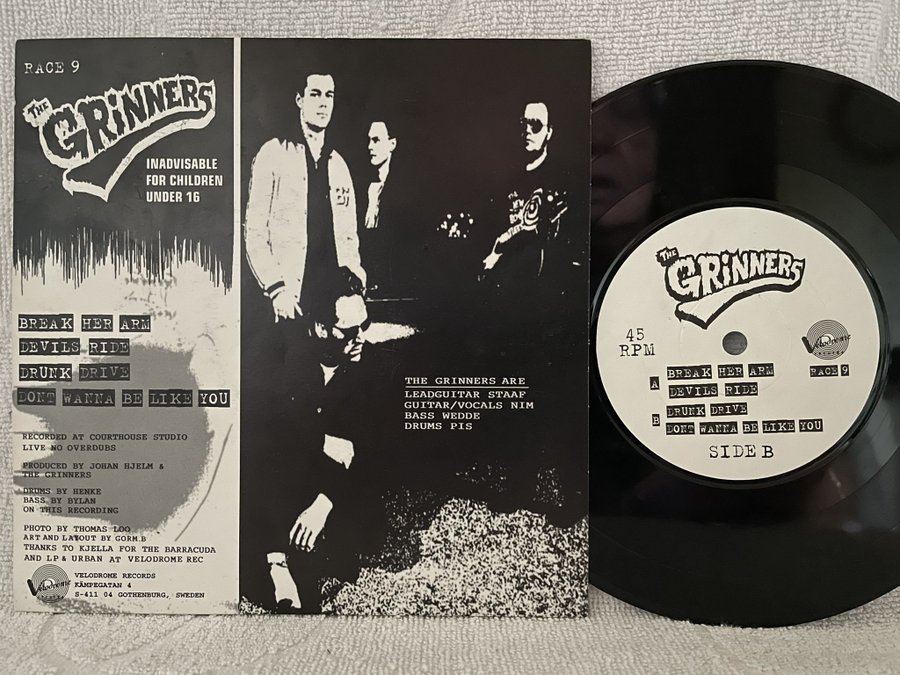 RACE 9
THE
GRINNERS
INADVISABLE
FOR CHILDREN
UNDER 16
BREAK HER ARM
DEVILS RIDE
DRUNK DRIVE
DONT WANNA BE LIKE YOU
RECORDED AT COURTHOUSE STUDIO
LIVE NO OVERDUBS
PRODUCED BY JOHAN HJELM &
THE GRINNERS
DRUMS BY HENKE
BASS BY BYLAN
ON THIS RECORDING
PHOTO BY THOMAS LOO
ART AND LAYOUT BY GORM.B
THANKS TO KJELLA FOR THE BARRACUDA
AND LP & URBAN AT VELODROME REC
Velodrome
VELODROME RECORDS
KÄMPEGATAN 4
S-411 04 GOTHENBURG, SWEDEN
THE GRINNERS ARE
LEADGUITAR STAAF
GUITAR/VOCALS NIM
BASS WEDDE
DRUMS PIS
THE
GRINNERS
45
RPM
Velodrome
RECORDS
RACE 9
A BREAK HER ARM
DEVILS RIDE
B DRUNK DRIVE
DONT WANNA BE LIKE YOU
SIDE B